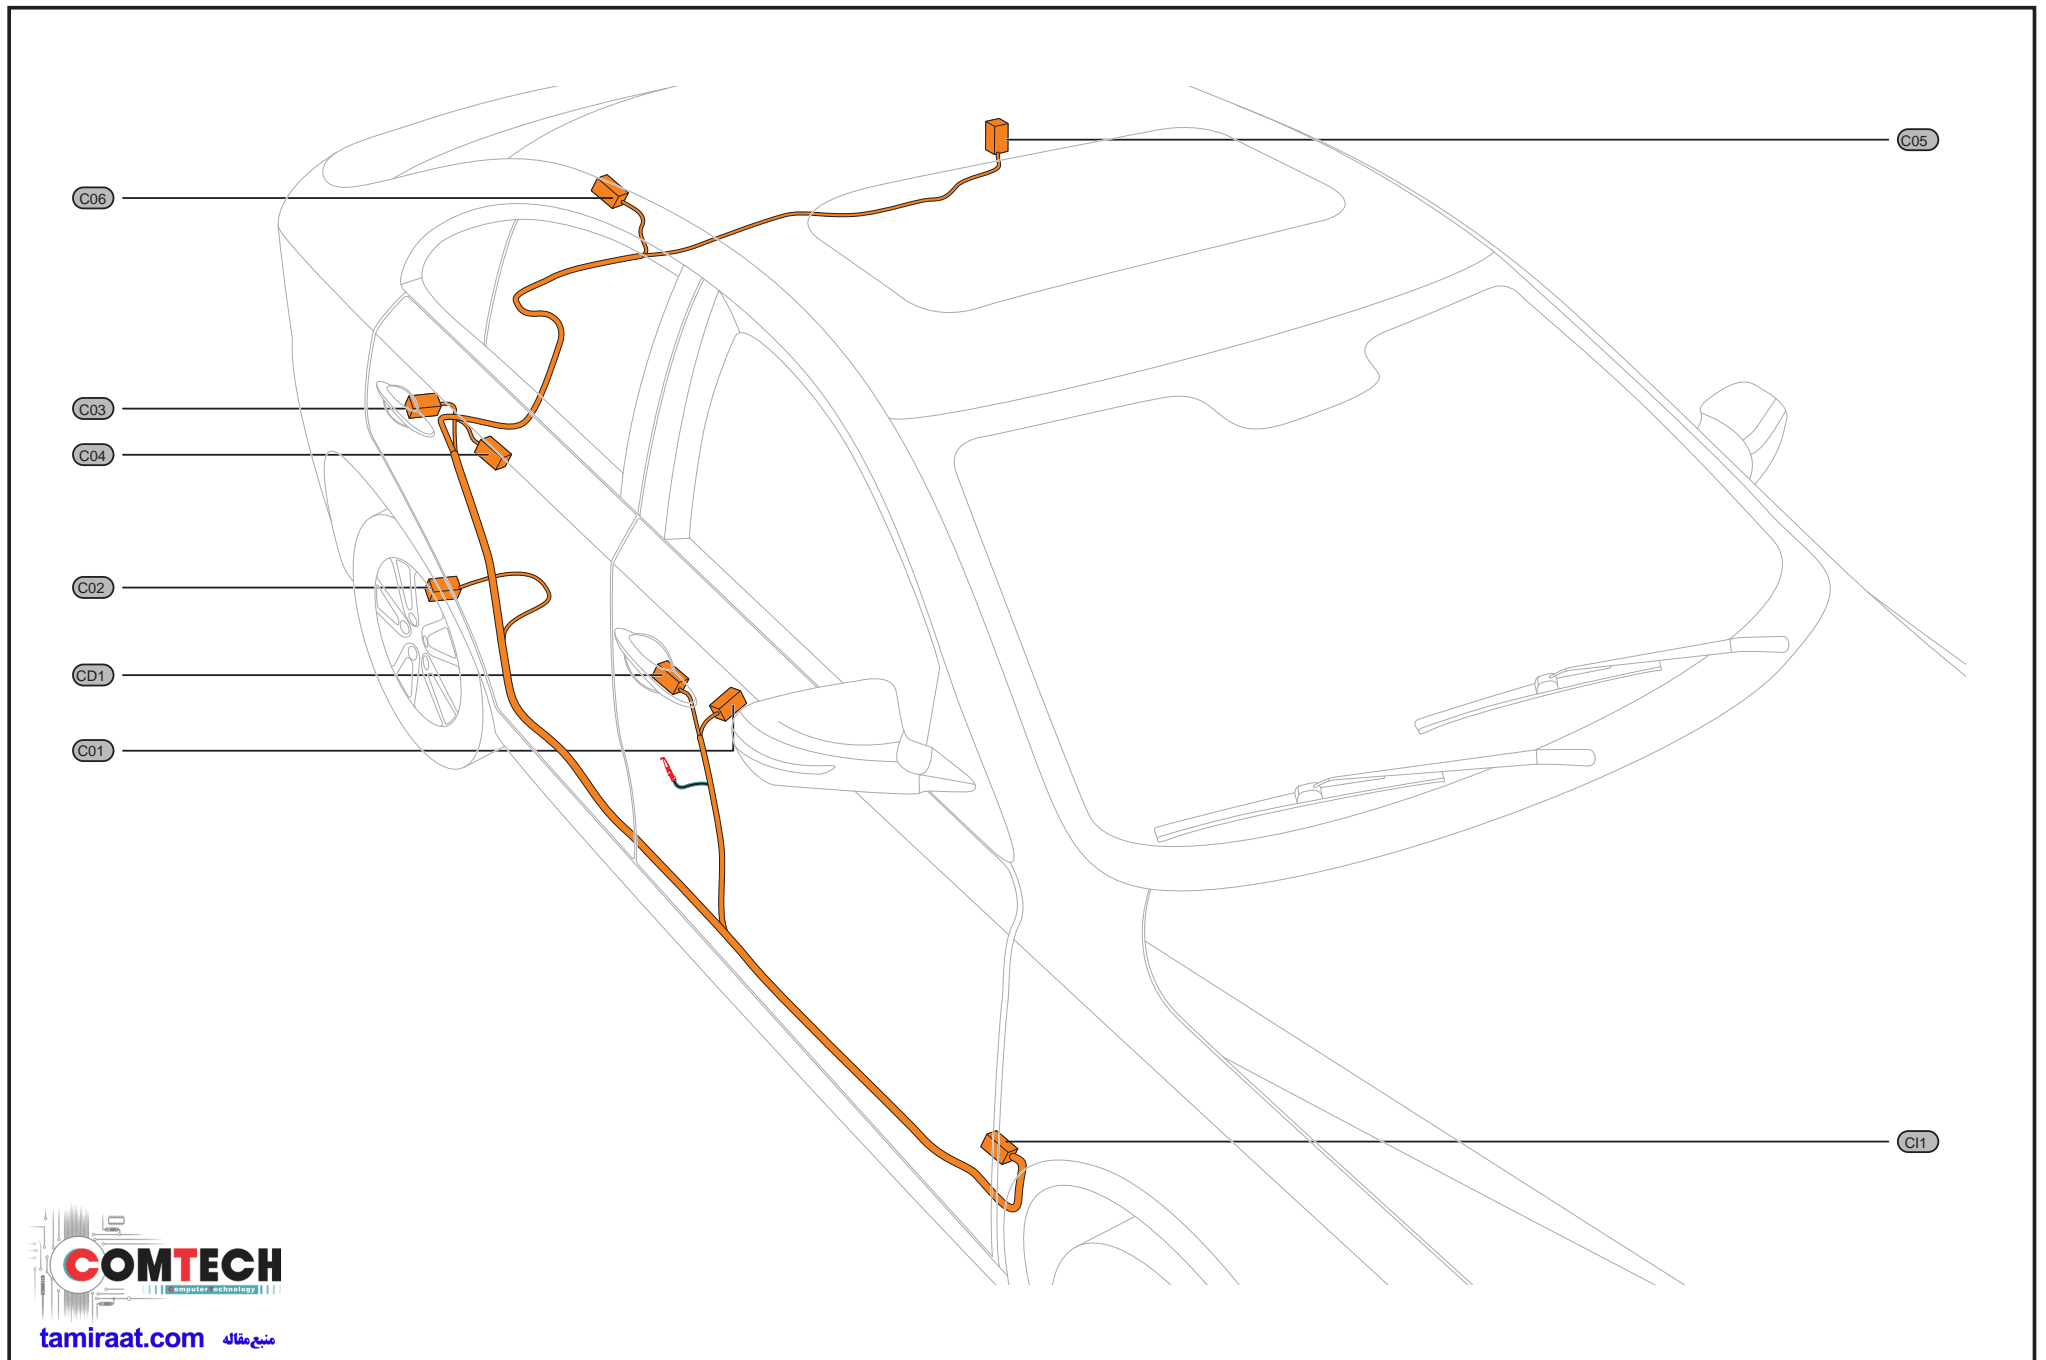 C05
C06
C03
C04
C02
CD1
C01
CI1
COMTECH
Computer Technology
tamiraat.com منبع مقاله